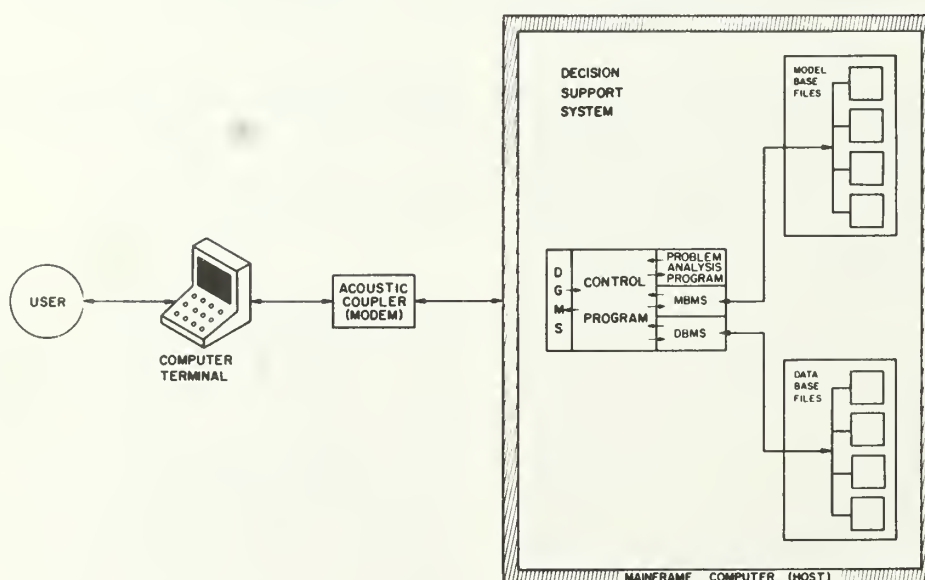 DECISION
SUPPORT
SYSTEM
MODEL
BASE
FILES
USER
COMPUTER
TERMINAL
ACOUSTIC
COUPLER
(MODEM)
D
G
M
S
CONTROL
PROGRAM
PROBLEM
ANALYSIS
PROGRAM
MBMS
DBMS
DATA
BASE
FILES
MAINFRAME COMPUTER (HOST)